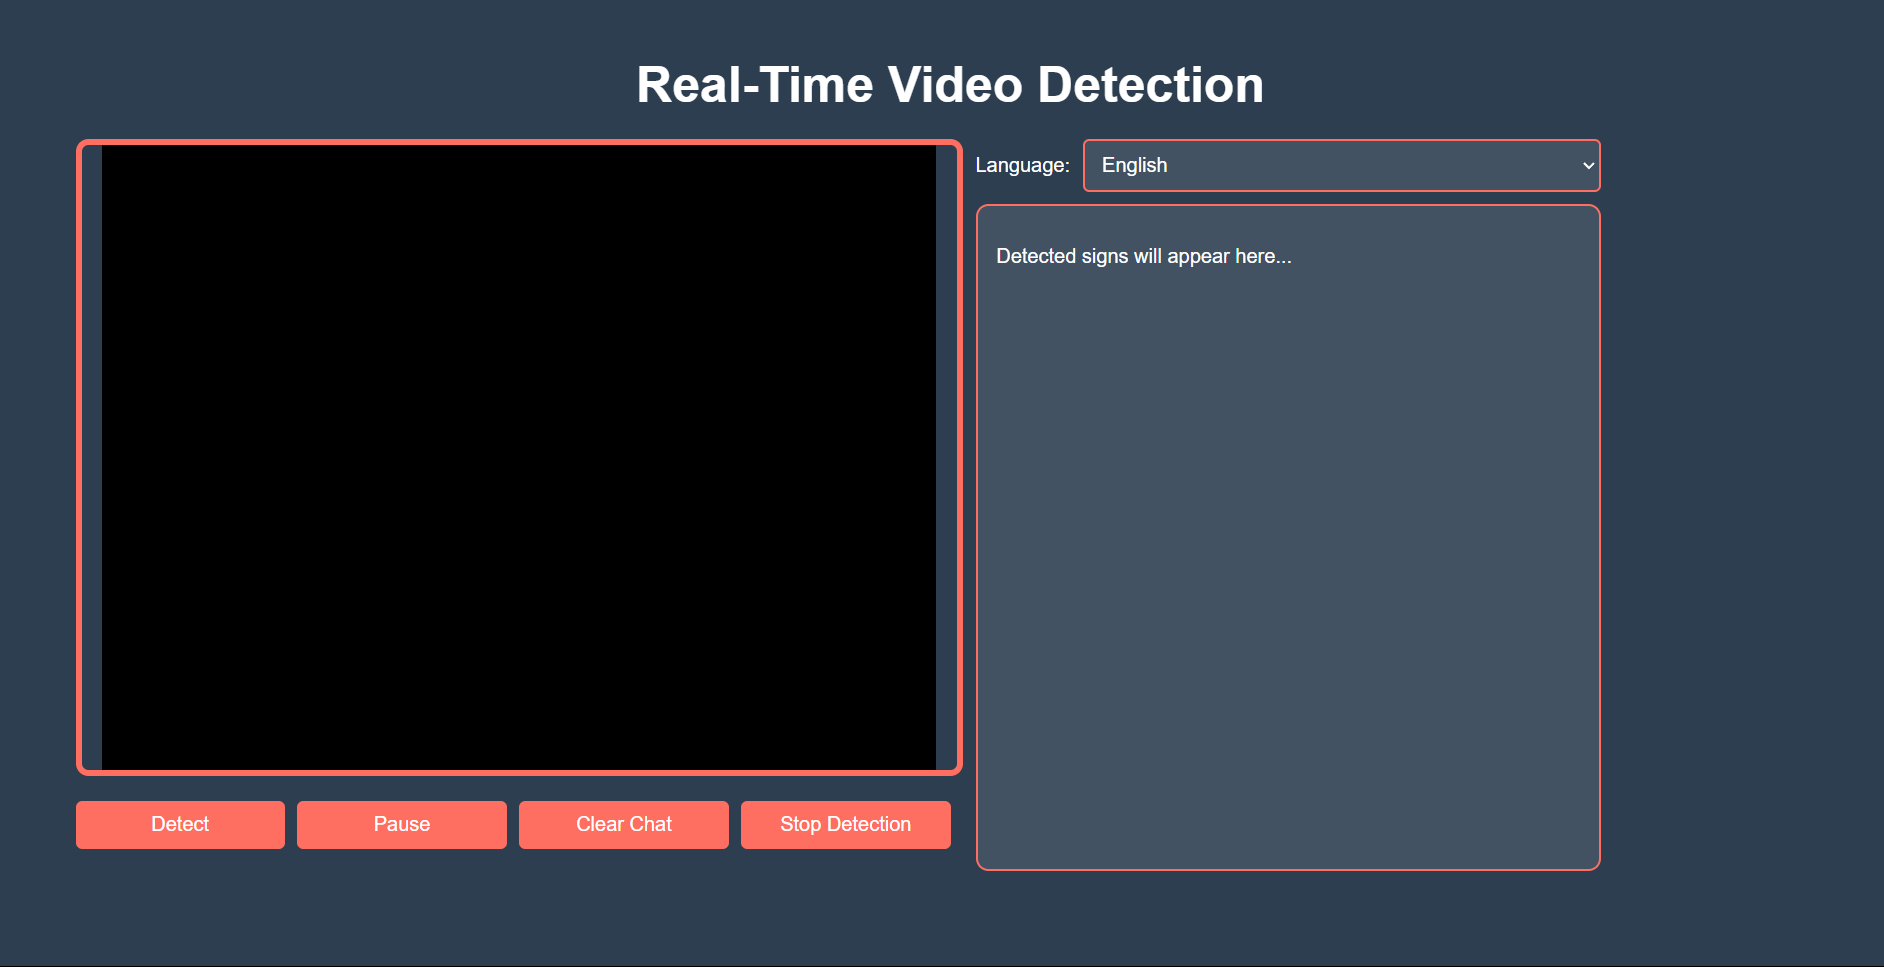 Real-Time Video Detection
Language: English
Detected signs will appear here...
Detect Pause Clear Chat Stop Detection